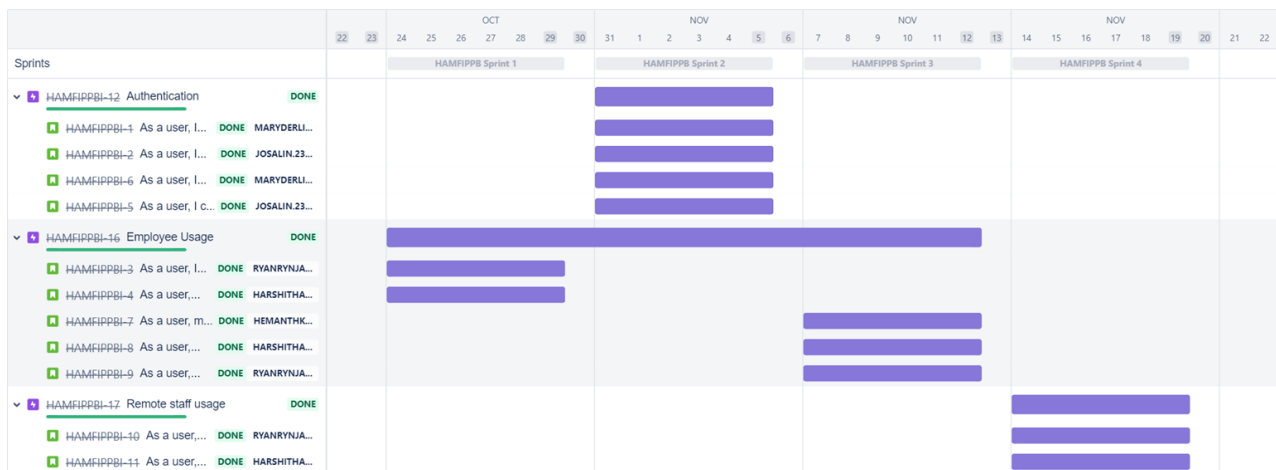 OCT NOV NOV NOV
22 23 24 25 26 27 28 29 30 31 1 2 3 4 5 6 7 8 9 10 11 12 13 14 15 16 17 18 19 20 21 22
Sprints HAMFIPPB Sprint 1 HAMFIPPB Sprint 2 HAMFIPPB Sprint 3 HAMFIPPB Sprint 4
HAMFIPPBI-12 Authentication DONE
HAMFIPPBI-1 As a user, I... DONE MARYDERLI...
HAMFIPPBI-2 As a user, I... DONE JOSALIN.23...
HAMFIPPBI-6 As a user, I... DONE MARYDERLI...
HAMFIPPBI-5 As a user, I c... DONE JOSALIN.23...
HAMFIPPBI-16 Employee Usage DONE
HAMFIPPBI-3 As a user, I... DONE RYANRYNJA...
HAMFIPPBI-4 As a user,... DONE HARSHITHA...
HAMFIPPBI-7 As a user, m... DONE HEMANTHK...
HAMFIPPBI-8 As a user,... DONE HARSHITHA...
HAMFIPPBI-9 As a user,... DONE RYANRYNJA...
HAMFIPPBI-17 Remote staff usage DONE
HAMFIPPBI-10 As a user,... DONE RYANRYNJA...
HAMFIPPBI-11 As a user,... DONE HARSHITHA...